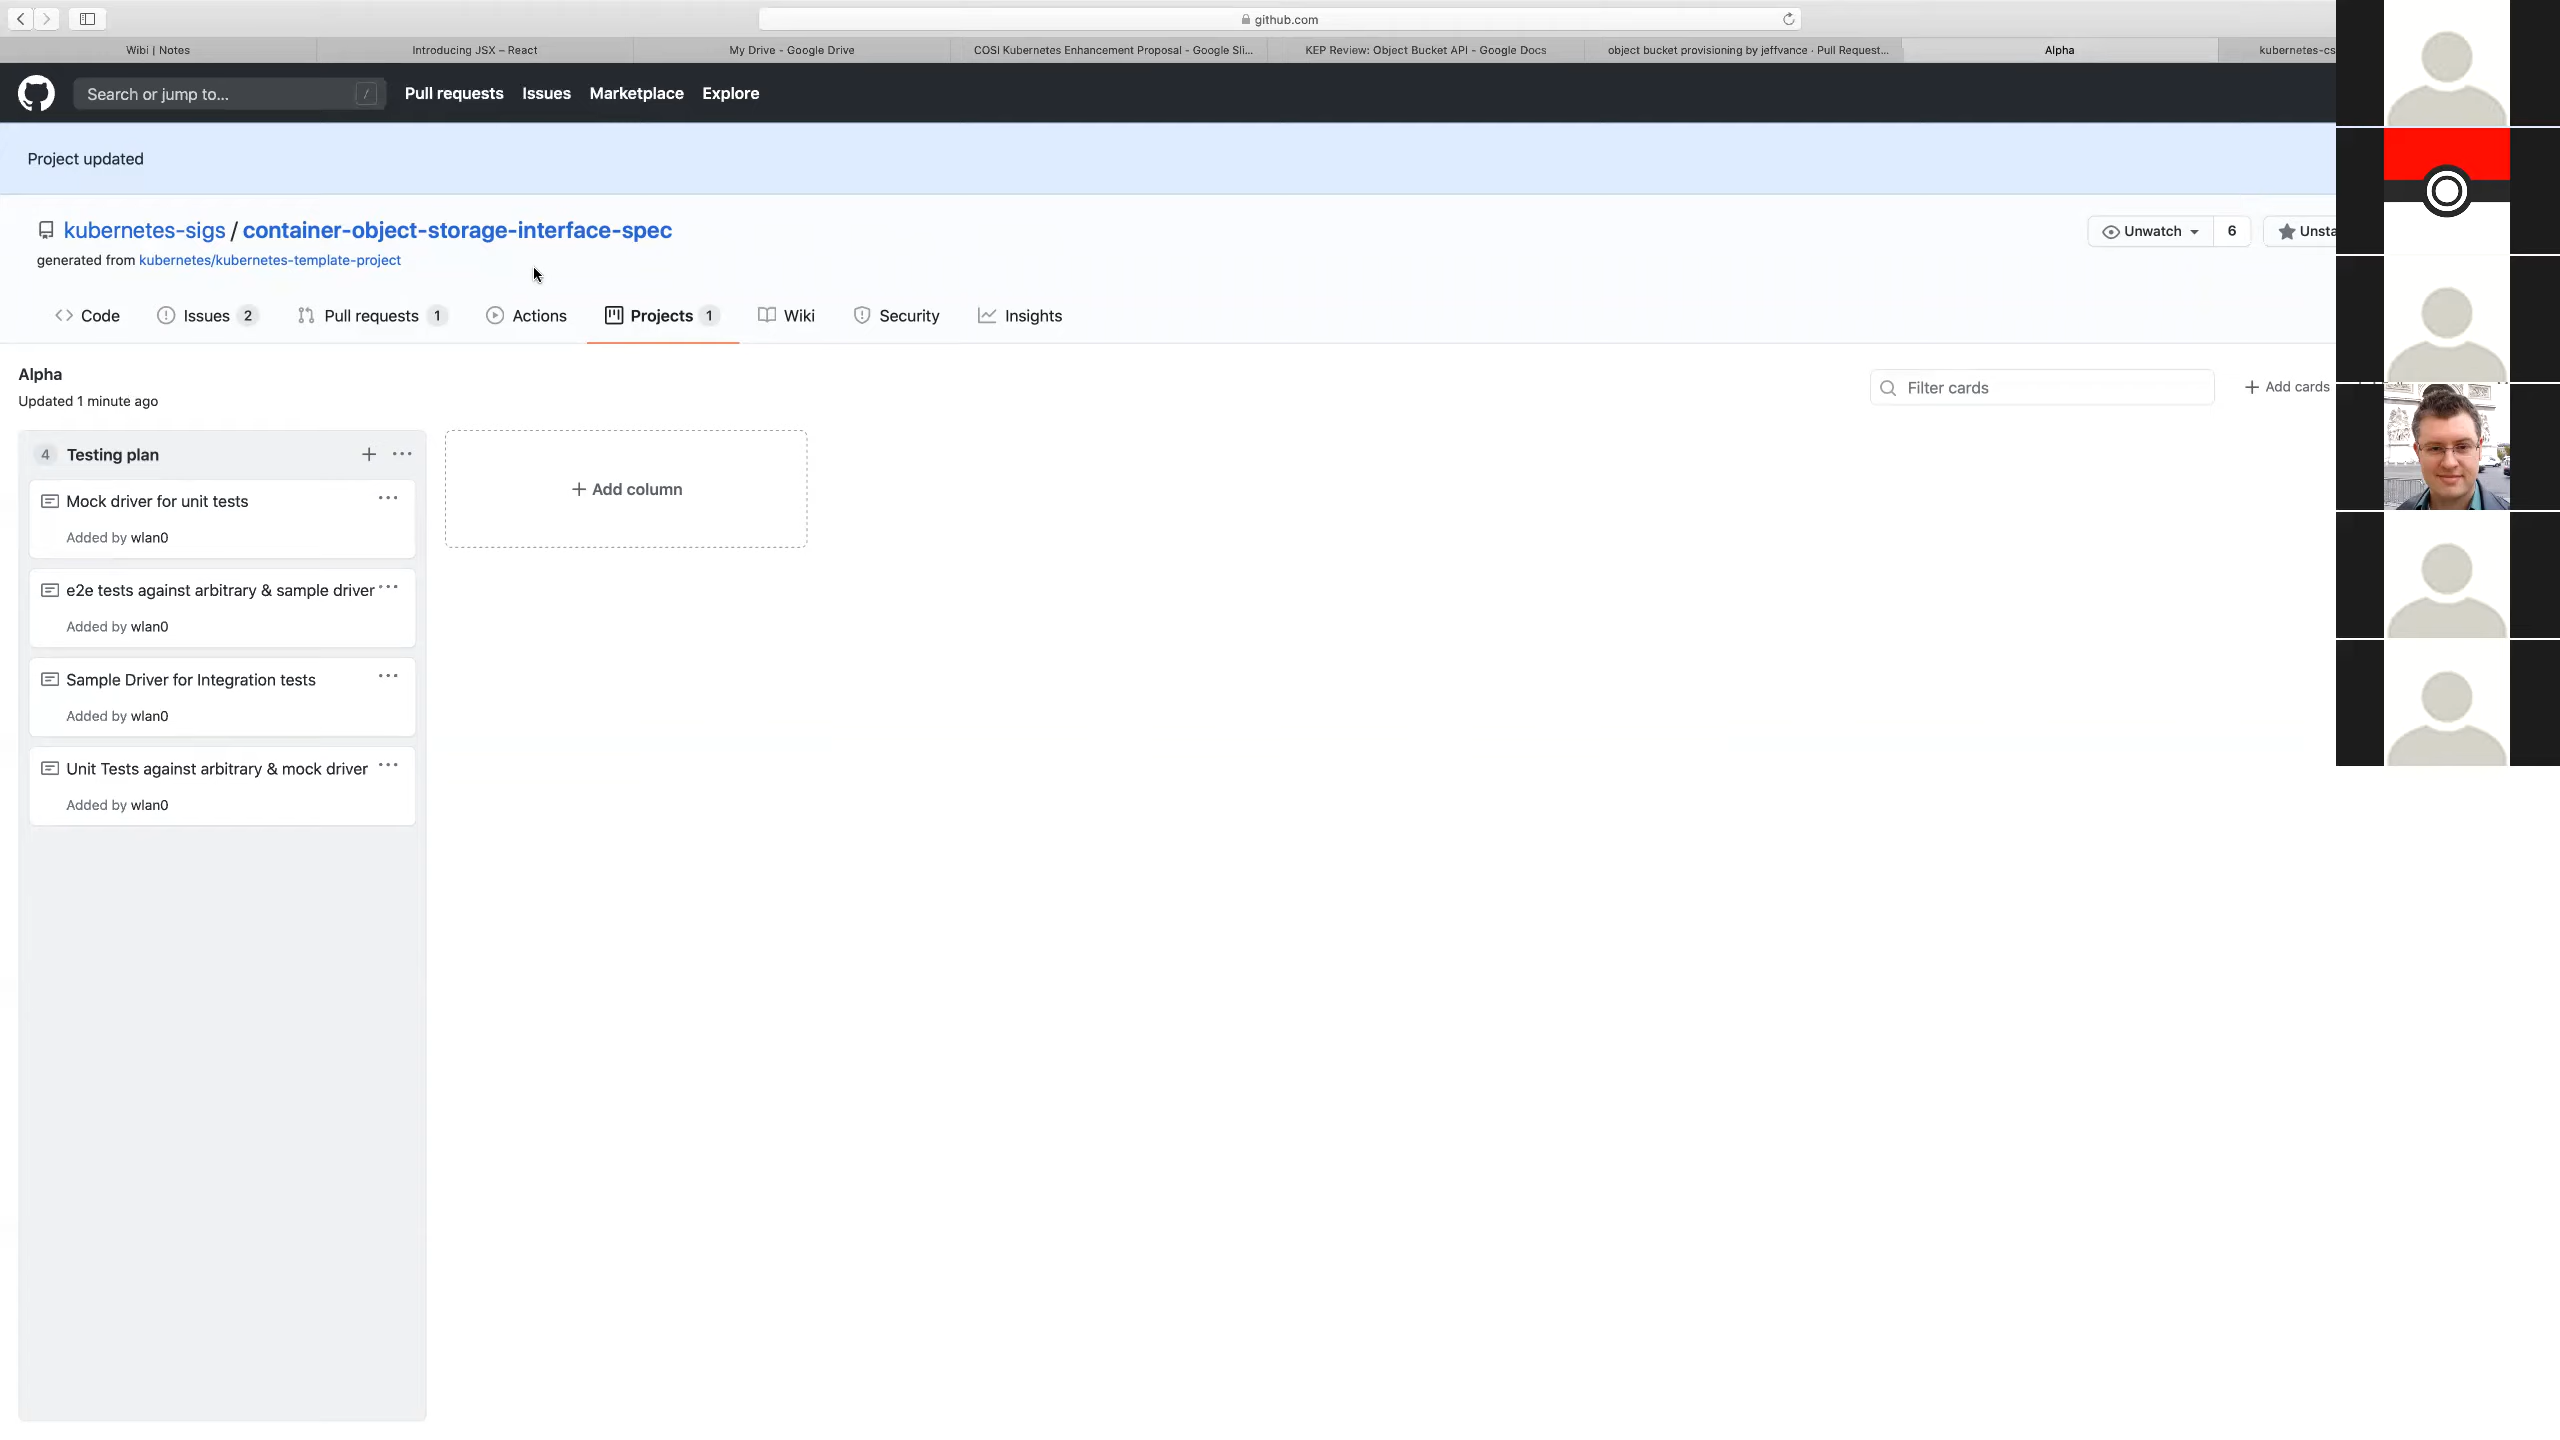 github.com
Wibi | Notes
Introducing JSX – React
My Drive - Google Drive
COSI Kubernetes Enhancement Proposal - Google Sli...
KEP Review: Object Bucket API - Google Docs
object bucket provisioning by jeffvance · Pull Request...
Alpha
kubernetes-cs
Search or jump to... /
Pull requests Issues Marketplace Explore
Project updated
kubernetes-sigs / container-object-storage-interface-spec
Unwatch 6 Unsta
generated from kubernetes/kubernetes-template-project
Code Issues 2 Pull requests 1 Actions Projects 1 Wiki Security Insights
Alpha
Updated 1 minute ago
Filter cards
+ Add cards
4 Testing plan + ...
Mock driver for unit tests ...
Added by wlan0
e2e tests against arbitrary & sample driver ...
Added by wlan0
Sample Driver for Integration tests ...
Added by wlan0
Unit Tests against arbitrary & mock driver ...
Added by wlan0
+ Add column